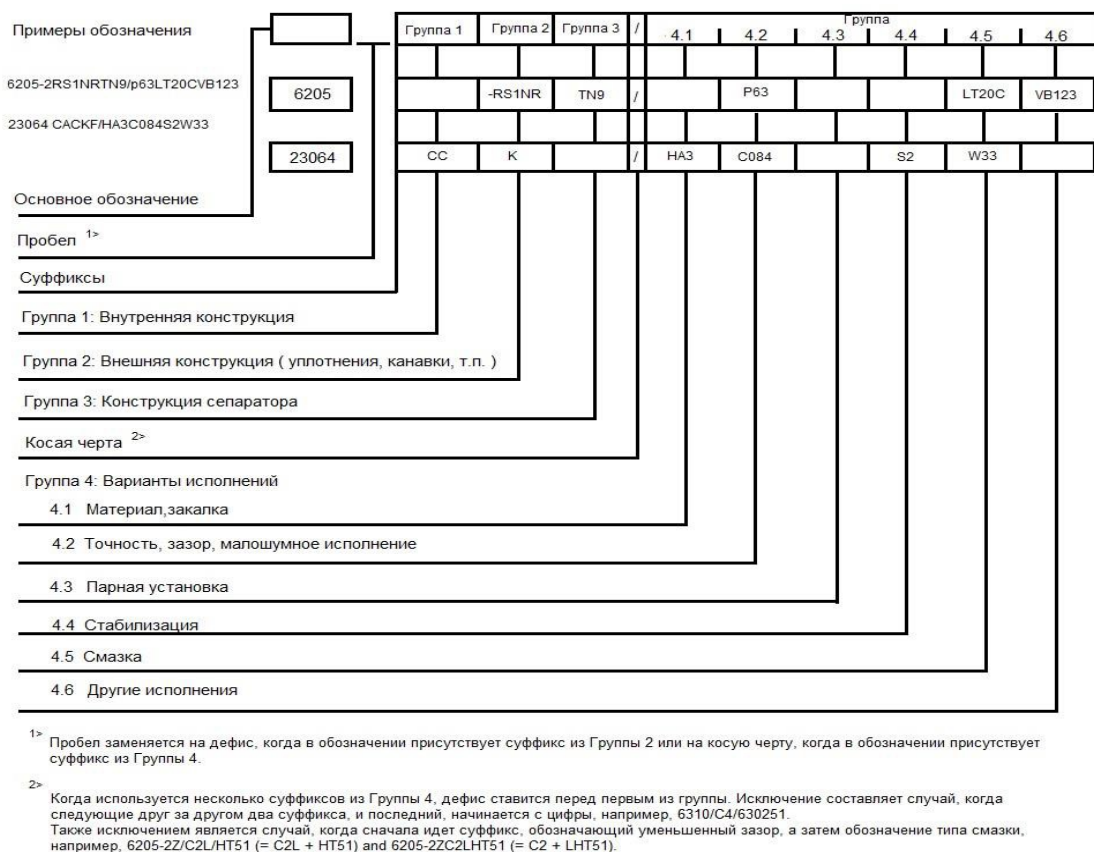 Примеры обозначения
Группа 1 Группа 2 Группа 3 / Группа
4.1 4.2 4.3 4.4 4.5 4.6
6205-2RS1NRTN9/p63LT20CVB123
6205 -RS1NR TN9 / P63 LT20C VB123
23064 CACKF/HA3C084S2W33
23064 CC K / HA3 C084 S2 W33
Основное обозначение
Пробел 1>
Суффиксы
Группа 1: Внутренняя конструкция
Группа 2: Внешняя конструкция ( уплотнения, канавки, т.п. )
Группа 3: Конструкция сепаратора
Косая черта 2>
Группа 4: Варианты исполнений
4.1 Материал,закалка
4.2 Точность, зазор, малошумное исполнение
4.3 Парная установка
4.4 Стабилизация
4.5 Смазка
4.6 Другие исполнения
1> Пробел заменяется на дефис, когда в обозначении присутствует суффикс из Группы 2 или на косую черту, когда в обозначении присутствует
суффикс из Группы 4.
2>
Когда используется несколько суффиксов из Группы 4, дефис ставится перед первым из группы. Исключение составляет случай, когда
следующие друг за другом два суффикса, и последний, начинается с цифры, например, 6310/C4/630251.
Также исключением является случай, когда сначала идет суффикс, обозначающий уменьшенный зазор, а затем обозначение типа смазки,
например, 6205-2Z/C2L/HT51 (= C2L + HT51) and 6205-2ZC2LHT51 (= C2 + LHT51).